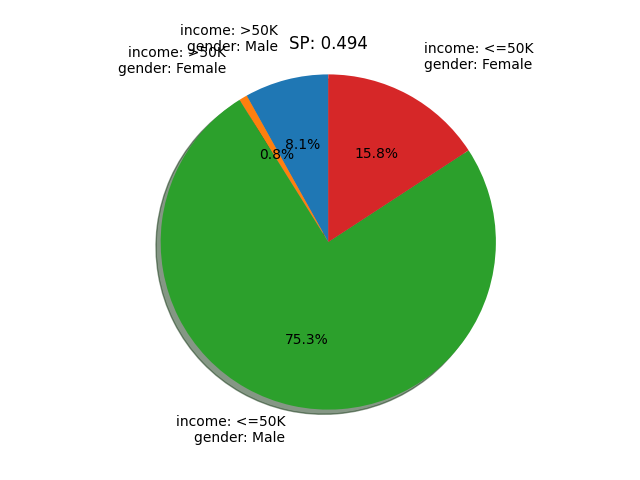 SP: 0.494
income: >50K
gender: Male
income: >50K
gender: Female
income: <=50K
gender: Female
8.1%
0.8%
15.8%
75.3%
income: <=50K
gender: Male